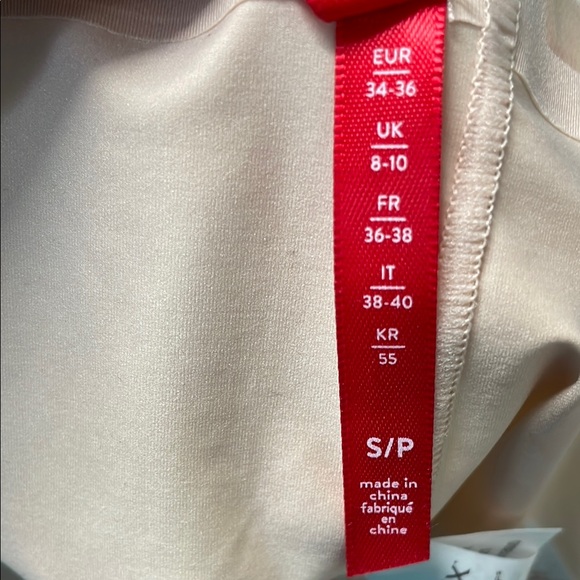 EUR
34-36
UK
8-10
FR
36-38
IT
38-40
KR
55
S/P
made in
china
fabriqué
en
chine